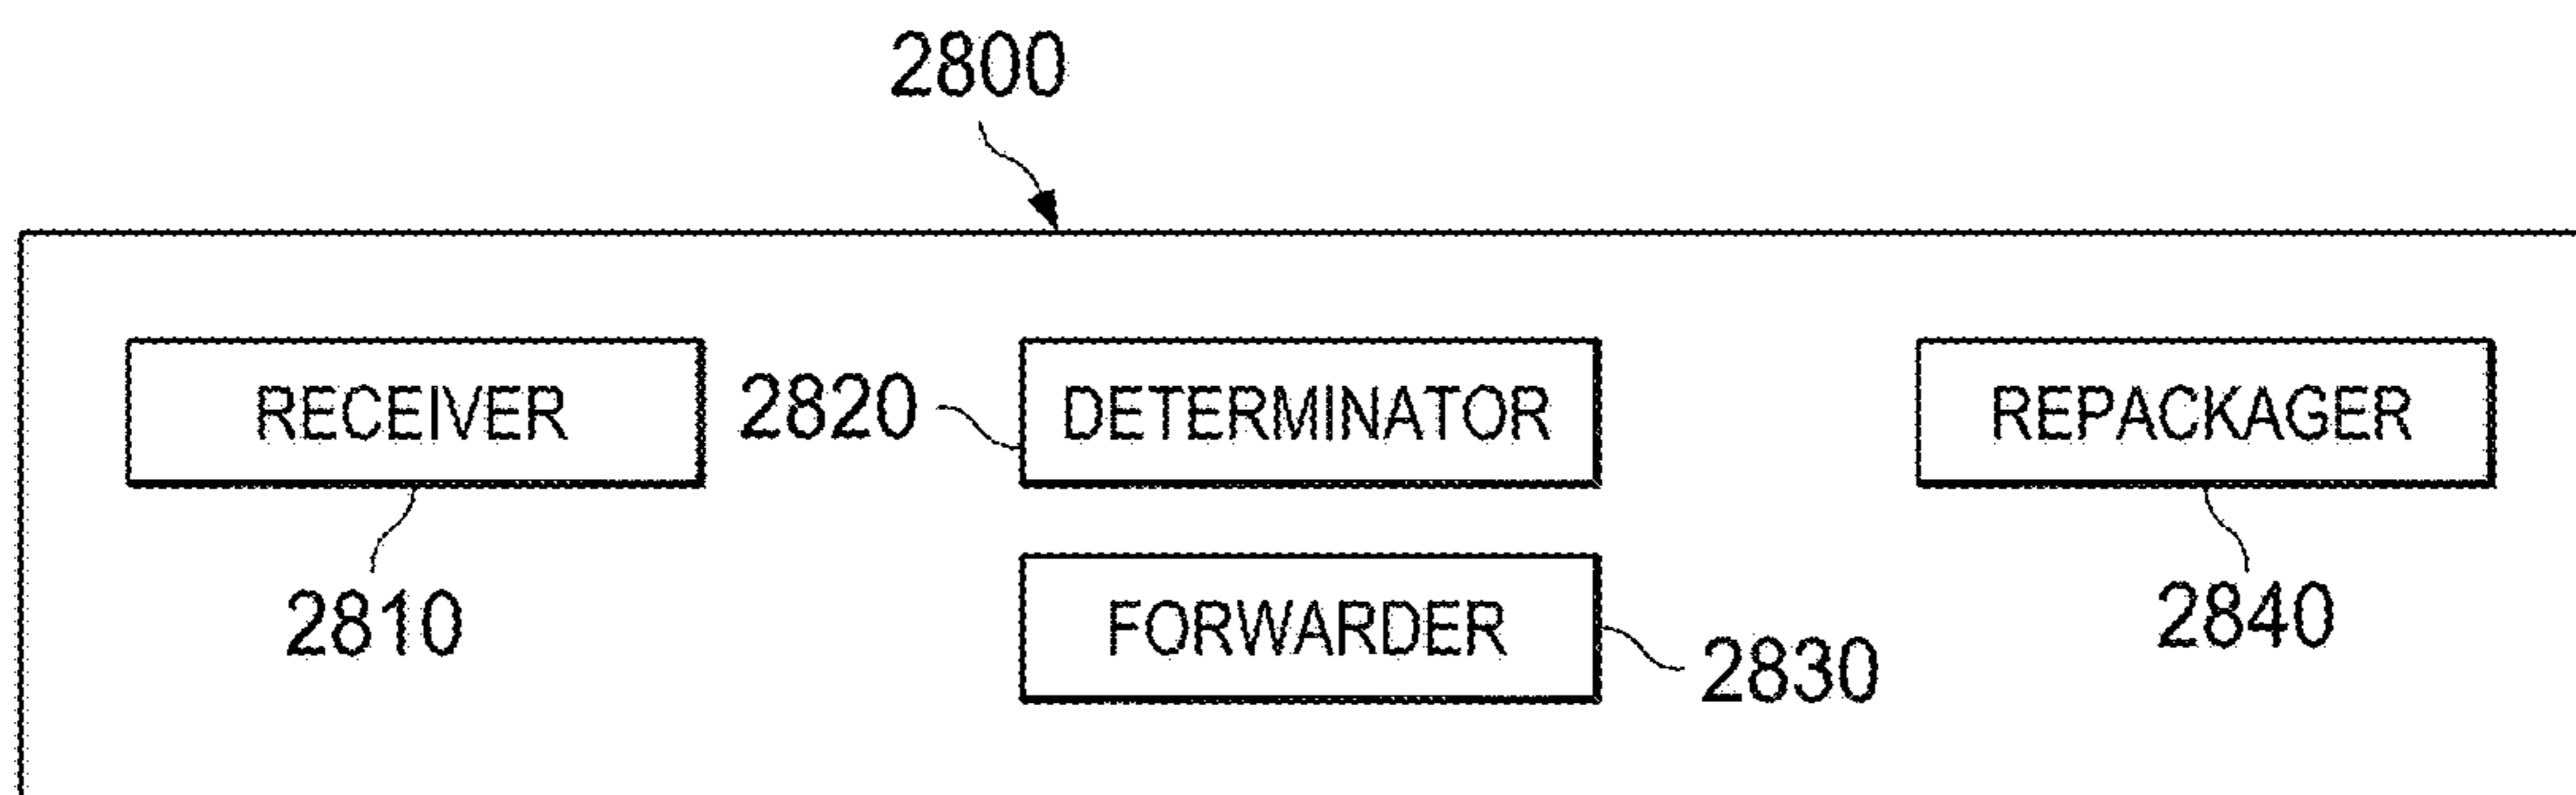 2800
RECEIVER
2820
DETERMINATOR
REPACKAGER
2810
FORWARDER
2830
2840